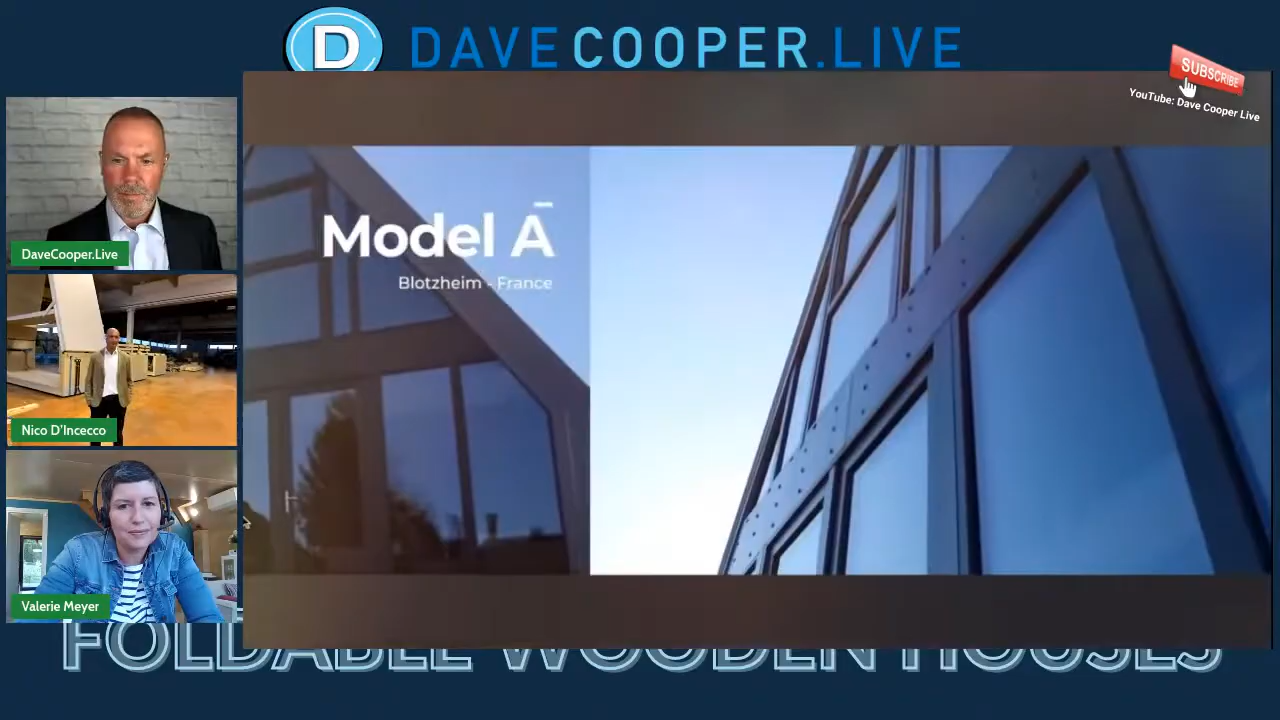 D DAVECOOPER.LIVE
SUBSCRIBE
YouTube: Dave Cooper Live
DaveCooper.Live
Nico D'Incecco
Valerie Meyer
Model Ā
Blotzheim - France
FOLDABLE WOODEN HOUSES